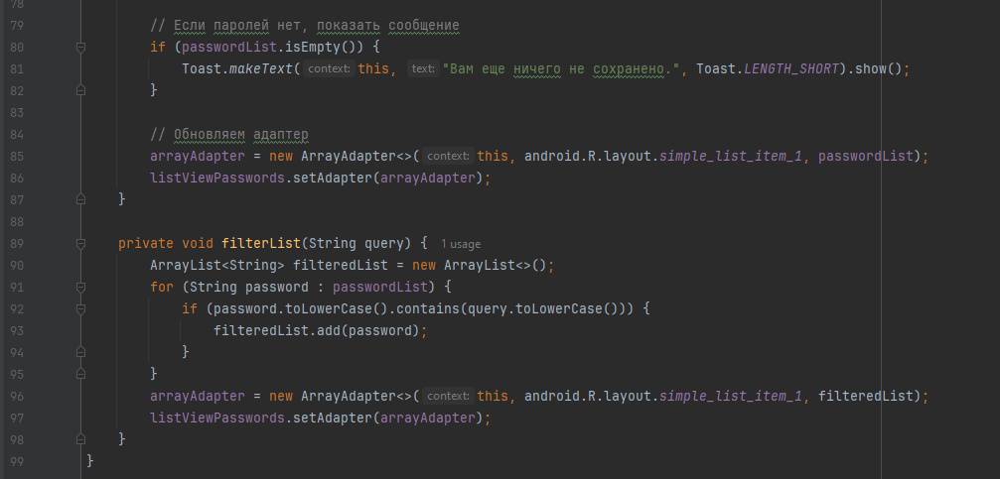 78
79 // Если паролей нет, показать сообщение
80 if (passwordList.isEmpty()) {
81 Toast.makeText( context: this, text: "Вам еще ничего не сохранено.", Toast.LENGTH_SHORT).show();
82 }
83
84 // Обновляем адаптер
85 arrayAdapter = new ArrayAdapter<>( context: this, android.R.layout.simple_list_item_1, passwordList);
86 listViewPasswords.setAdapter(arrayAdapter);
87 }
88
89 private void filterList(String query) { 1 usage
90 ArrayList<String> filteredList = new ArrayList<>();
91 for (String password : passwordList) {
92 if (password.toLowerCase().contains(query.toLowerCase())) {
93 filteredList.add(password);
94 }
95 }
96 arrayAdapter = new ArrayAdapter<>( context: this, android.R.layout.simple_list_item_1, filteredList);
97 listViewPasswords.setAdapter(arrayAdapter);
98 }
99 }